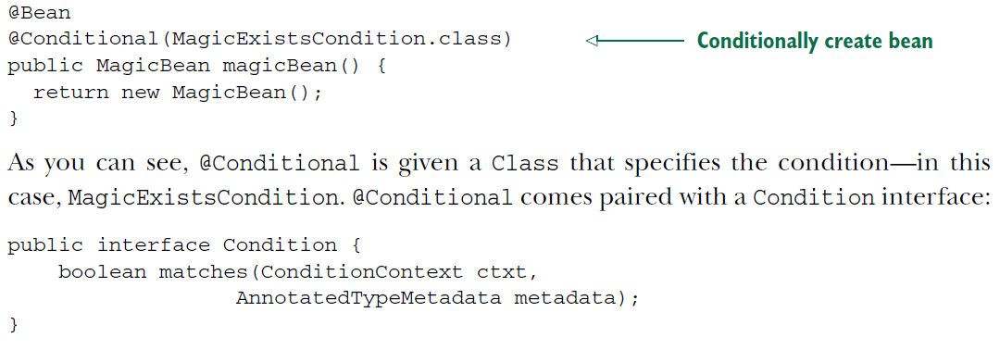 @Bean
@Conditional(MagicExistsCondition.class) Conditionally create bean
public MagicBean magicBean() {
  return new MagicBean();
}
As you can see, @Conditional is given a Class that specifies the condition—in this
case, MagicExistsCondition. @Conditional comes paired with a Condition interface:
public interface Condition {
    boolean matches(ConditionContext ctxt,
                  AnnotatedTypeMetadata metadata);
}